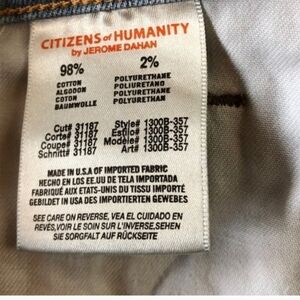 CITIZENS of HUMANITY
by JEROME DAHAN
98% 2%
COTTON POLYURETHANE
ALGODON POLIURETANO
COTON POLYURETHANE
BAUMWOLLE POLYURETHAN
Cut# 31187 Style# 1300B-357
Corte# 31187 Estilo# 1300B-357
Coupe# 31187 Modele# 1300B-357
Schnitt# 31187 Art# 1300B-357
MADE IN U.S.A OF IMPORTED FABRIC
HECHO EN LOS EE.UU DE TELA IMPORTADA
FABRIQUÉ AUX ETATS-UNIS DU TISSU IMPORTÉ
GEBILDET IN USA DES IMPORTIERTEN GEWEBES
SEE CARE ON REVERSE, VEA EL CUIDADO EN
REVÉS,VOIR LE SOIN SUR L'INVERSE,SEHEN
SIE SORGFALT AUF RÜCKSEITE